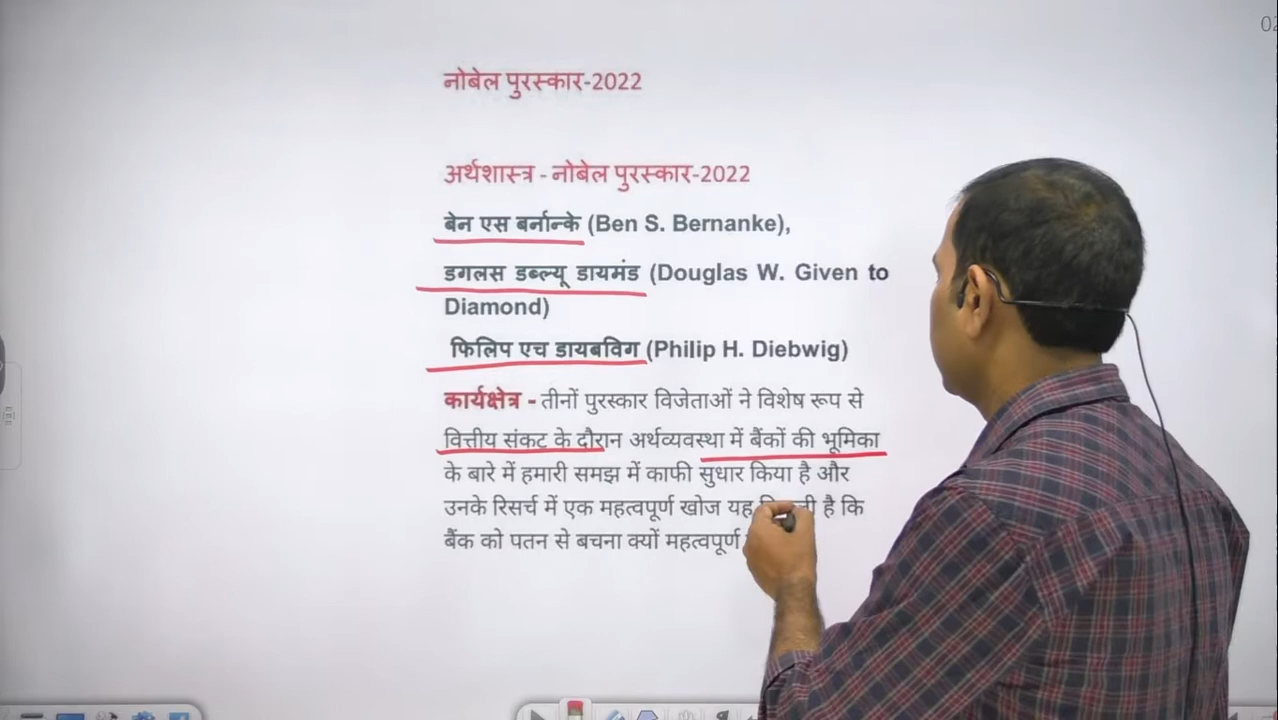 02
नोबेल पुरस्कार-2022
अर्थशास्त्र - नोबेल पुरस्कार-2022
बेन एस बर्नान्के (Ben S. Bernanke),
डगलस डब्ल्यू डायमंड (Douglas W. Given to
Diamond)
फिलिप एच डायबविग (Philip H. Diebwig)
कार्यक्षेत्र - तीनों पुरस्कार विजेताओं ने विशेष रूप से
वित्तीय संकट के दौरान अर्थव्यवस्था में बैंकों की भूमिका
के बारे में हमारी समझ में काफी सुधार किया है और
उनके रिसर्च में एक महत्वपूर्ण खोज यह है कि
बैंक को पतन से बचना क्यों महत्वपूर्ण